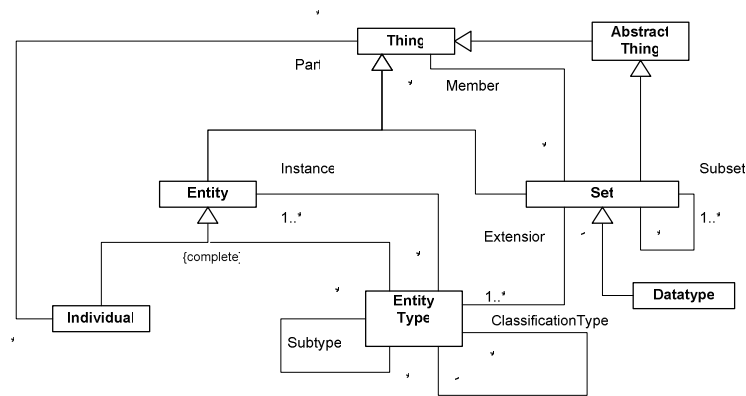 *
Thing
Abstract
Thing
Part
*
Member
*
Instance
Subset
Entity
Set
1..*
1..*
Extension
*
{complete}
*
*
1..*
Entity
Type
Datatype
Individual
ClassificationType
Subtype
*
*
*